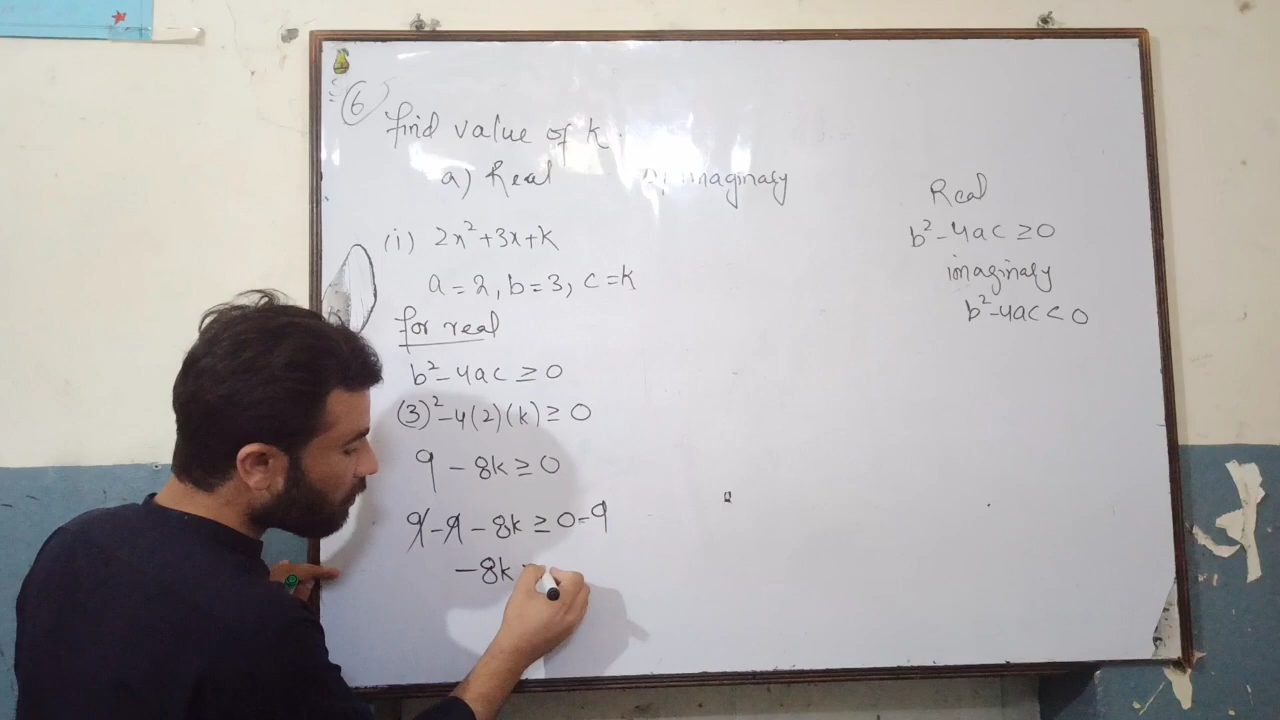 6
find value of k.
a) Real imaginary
(i) 2x²+3x+k
a=2, b=3, c=k
for real
b²-4ac ≥ 0
(3)²-4(2)(k) ≥ 0
9 - 8k ≥ 0
9-9-8k ≥ 0-9
-8k
Real
b²-4ac ≥ 0
imaginary
b²-4ac < 0